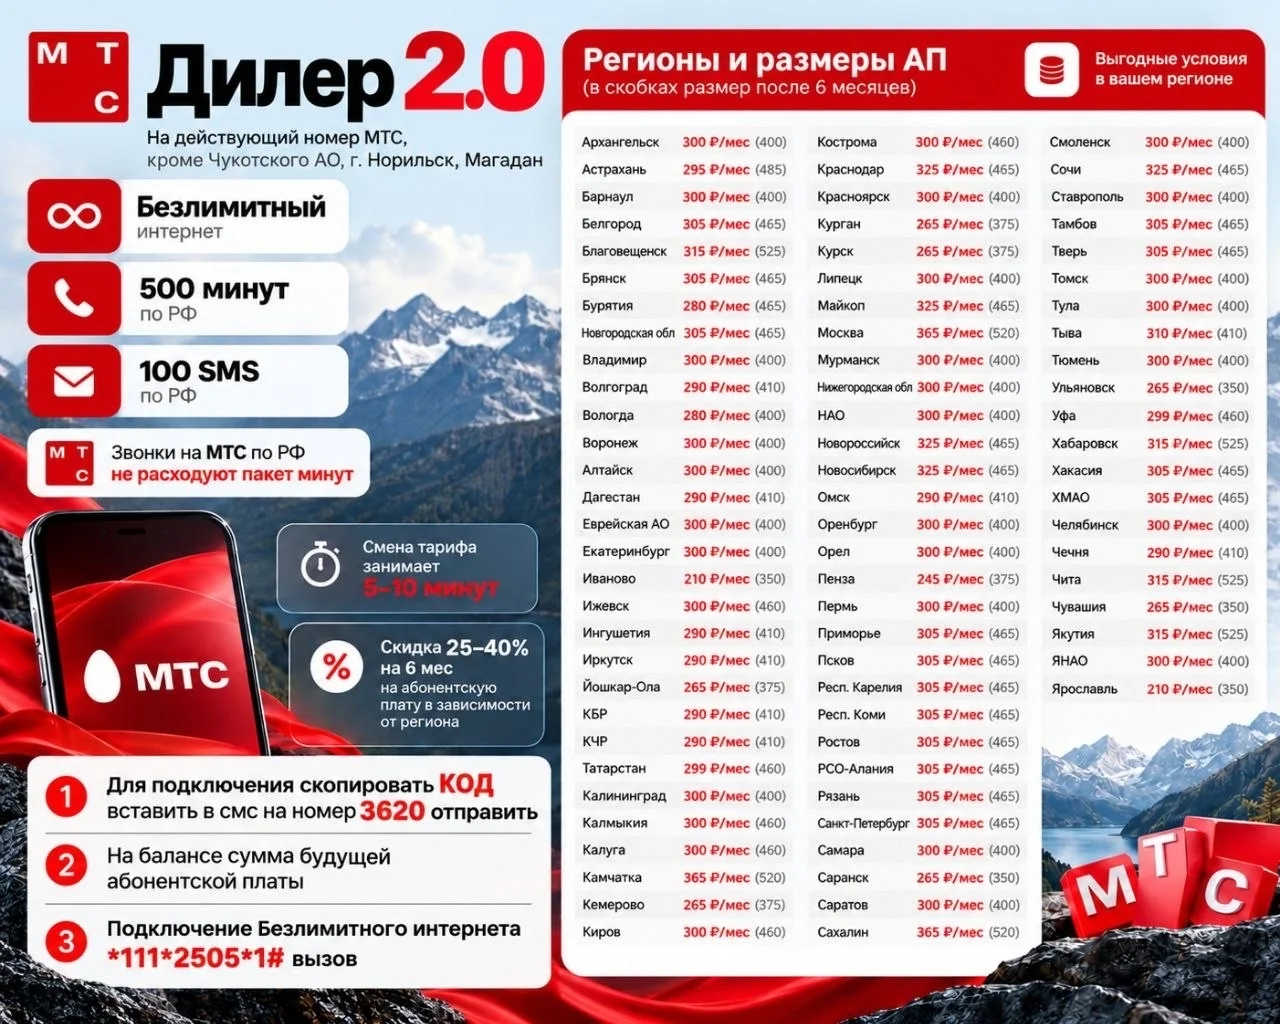 М Т
С
Дилер 2.0
На действующий номер МТС,
кроме Чукотского АО, г. Норильск, Магадан
Безлимитный
интернет
500 минут
по РФ
100 SMS
по РФ
М Т
С
Звонки на МТС по РФ
не расходуют пакет минут
МТС
Смена тарифа
занимает
5–10 минут
%
Скидка 25–40%
на 6 мес
на абонентскую
плату в зависимости
от региона
1
Для подключения скопировать КОД
вставить в смс на номер 3620 отправить
2
На балансе сумма будущей
абонентской платы
3
Подключение Безлимитного интернета
*111*2505*1# вызов
Регионы и размеры АП
(в скобках размер после 6 месяцев)
Выгодные условия
в вашем регионе
Архангельск 300 ₽/мес (400)
Астрахань 295 ₽/мес (485)
Барнаул 300 ₽/мес (400)
Белгород 305 ₽/мес (465)
Благовещенск 315 ₽/мес (525)
Брянск 305 ₽/мес (465)
Бурятия 280 ₽/мес (465)
Новгородская обл 305 ₽/мес (465)
Владимир 300 ₽/мес (400)
Волгоград 290 ₽/мес (410)
Вологда 280 ₽/мес (400)
Воронеж 300 ₽/мес (400)
Алтайск 300 ₽/мес (400)
Дагестан 290 ₽/мес (410)
Еврейская АО 300 ₽/мес (400)
Екатеринбург 300 ₽/мес (400)
Иваново 210 ₽/мес (350)
Ижевск 300 ₽/мес (460)
Ингушетия 290 ₽/мес (410)
Иркутск 290 ₽/мес (410)
Йошкар-Ола 265 ₽/мес (375)
КБР 290 ₽/мес (410)
КЧР 290 ₽/мес (410)
Татарстан 299 ₽/мес (460)
Калининград 300 ₽/мес (400)
Калмыкия 300 ₽/мес (460)
Калуга 300 ₽/мес (460)
Камчатка 365 ₽/мес (520)
Кемерово 265 ₽/мес (375)
Киров 300 ₽/мес (460)
Кострома 300 ₽/мес (460)
Краснодар 325 ₽/мес (465)
Красноярск 300 ₽/мес (400)
Курган 265 ₽/мес (375)
Курск 265 ₽/мес (375)
Липецк 300 ₽/мес (400)
Майкоп 325 ₽/мес (465)
Москва 365 ₽/мес (520)
Мурманск 300 ₽/мес (400)
Нижегородская обл 300 ₽/мес (400)
НАО 300 ₽/мес (400)
Новороссийск 325 ₽/мес (465)
Новосибирск 325 ₽/мес (465)
Омск 290 ₽/мес (410)
Оренбург 300 ₽/мес (400)
Орел 300 ₽/мес (400)
Пенза 245 ₽/мес (375)
Пермь 300 ₽/мес (400)
Приморье 305 ₽/мес (465)
Псков 305 ₽/мес (465)
Респ. Карелия 305 ₽/мес (465)
Респ. Коми 305 ₽/мес (465)
Ростов 305 ₽/мес (465)
РСО-Алания 305 ₽/мес (465)
Рязань 305 ₽/мес (465)
Санкт-Петербург 305 ₽/мес (465)
Самара 300 ₽/мес (400)
Саранск 265 ₽/мес (350)
Саратов 300 ₽/мес (400)
Сахалин 365 ₽/мес (520)
Смоленск 300 ₽/мес (400)
Сочи 325 ₽/мес (465)
Ставрополь 300 ₽/мес (400)
Тамбов 305 ₽/мес (465)
Тверь 305 ₽/мес (465)
Томск 300 ₽/мес (400)
Тула 300 ₽/мес (400)
Тыва 310 ₽/мес (410)
Тюмень 300 ₽/мес (400)
Ульяновск 265 ₽/мес (350)
Уфа 299 ₽/мес (460)
Хабаровск 315 ₽/мес (525)
Хакасия 305 ₽/мес (465)
ХМАО 305 ₽/мес (465)
Челябинск 300 ₽/мес (400)
Чечня 290 ₽/мес (410)
Чита 315 ₽/мес (525)
Чувашия 265 ₽/мес (350)
Якутия 315 ₽/мес (525)
ЯНАО 300 ₽/мес (400)
Ярославль 210 ₽/мес (350)
М Т С